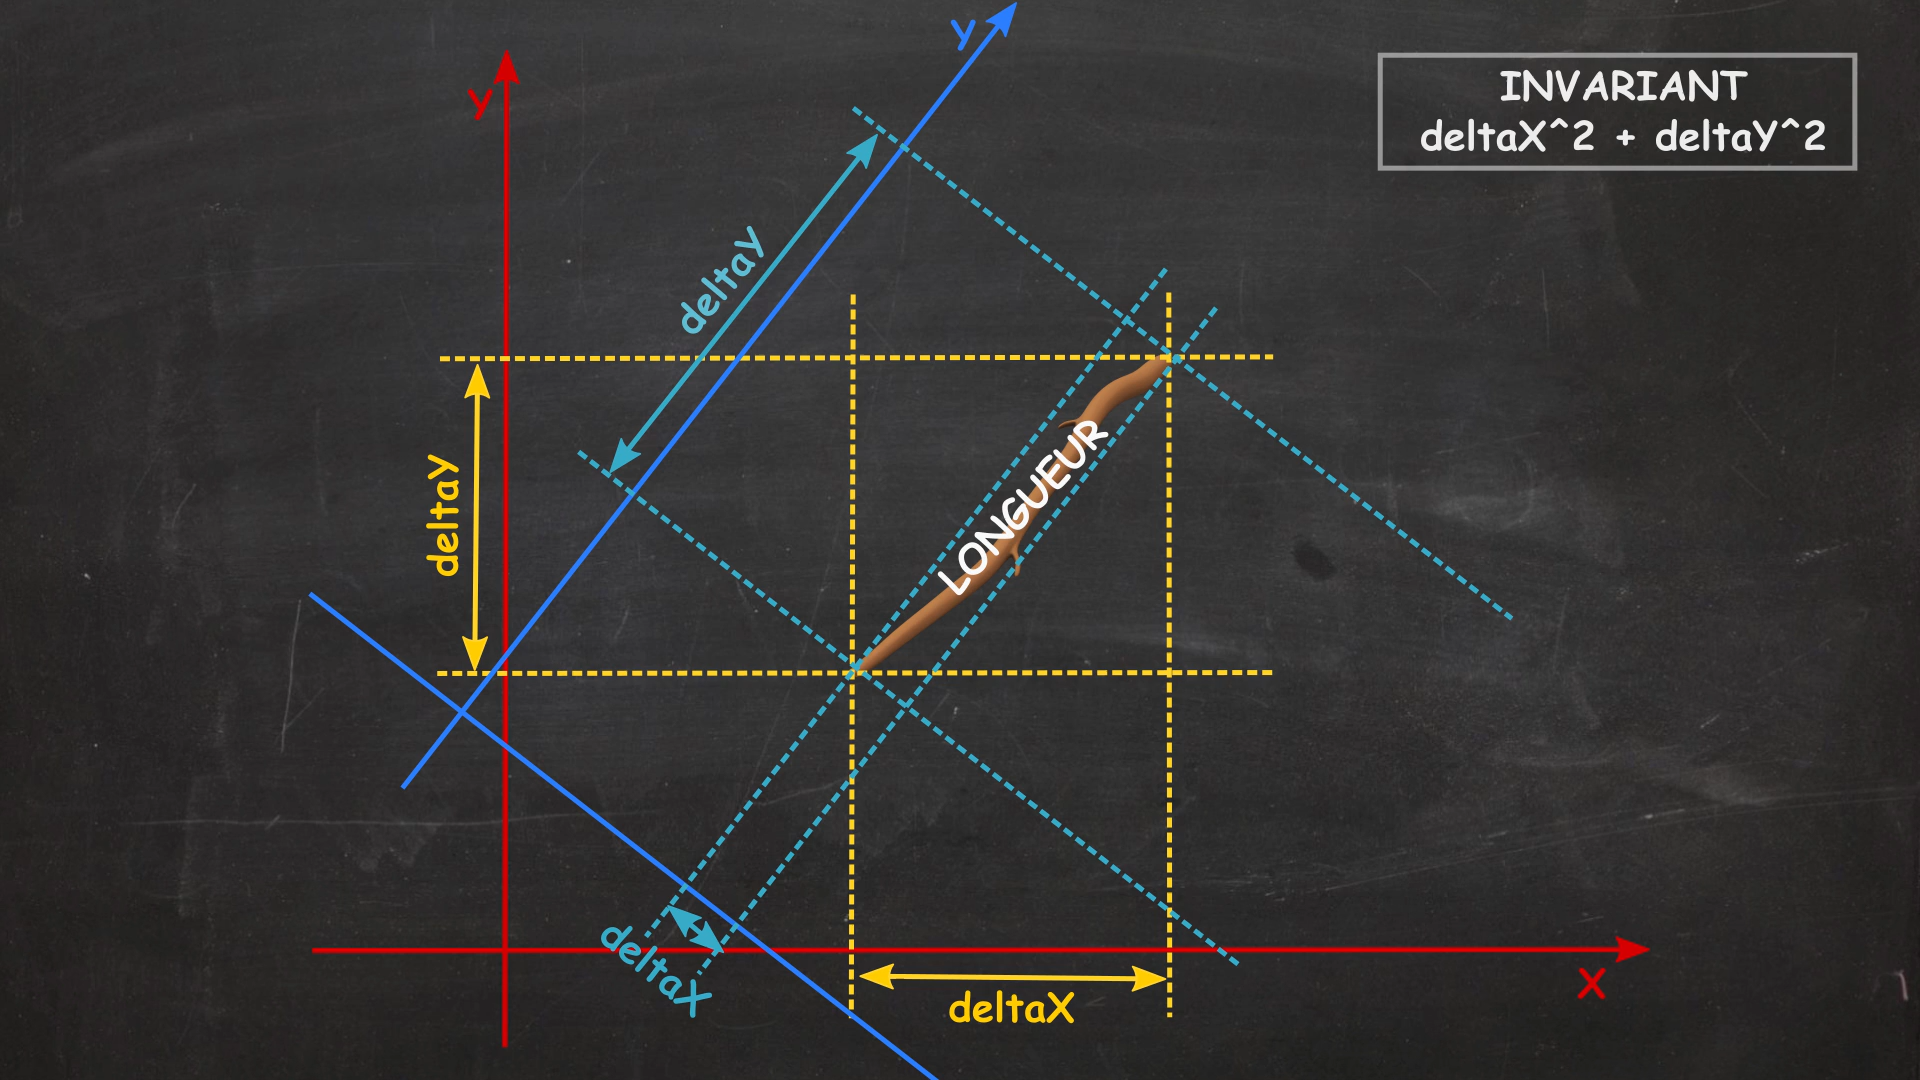 y
y
INVARIANT
deltaX^2 + deltaY^2
deltay
deltay
LONGUEUR
deltaX
deltaX
X